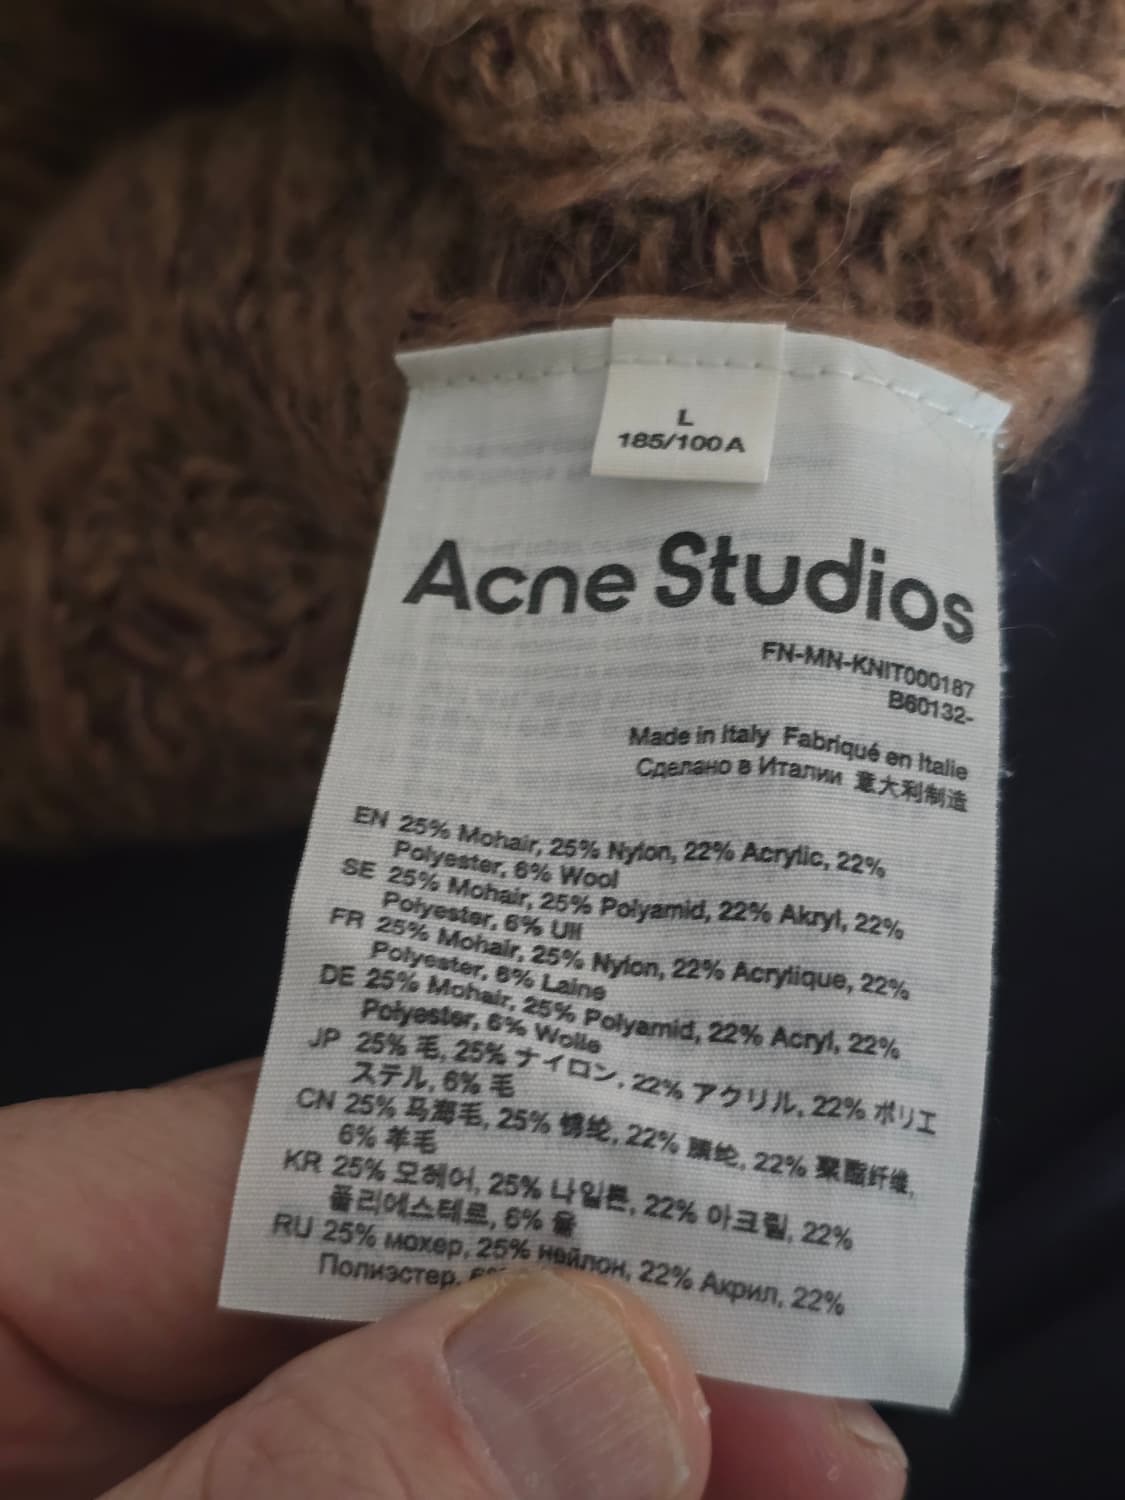 L
185/100A
Acne Studios
FN-MN-KNIT000187
B60132-
Made in Italy Fabriqué en Italie
Сделано в Италии 意大利制造
EN 25% Mohair, 25% Nylon, 22% Acrylic, 22%
Polyester, 6% Wool
SE 25% Mohair, 25% Polyamid, 22% Akryl, 22%
Polyester, 6% Ull
FR 25% Mohair, 25% Nylon, 22% Acrylique, 22%
Polyester, 6% Laine
DE 25% Mohair, 25% Polyamid, 22% Acryl, 22%
Polyester, 6% Wolle
JP 25% 毛, 25% ナイロン, 22% アクリル, 22% ポリエ
ステル, 6% 毛
CN 25% 马海毛, 25% 锦纶, 22% 腈纶, 22% 聚酯纤维,
6% 羊毛
KR 25% 모헤어, 25% 나일론, 22% 아크릴, 22%
폴리에스테르, 6% 울
RU 25% мохер, 25% нейлон, 22% Акрил, 22%
Полиэстер,